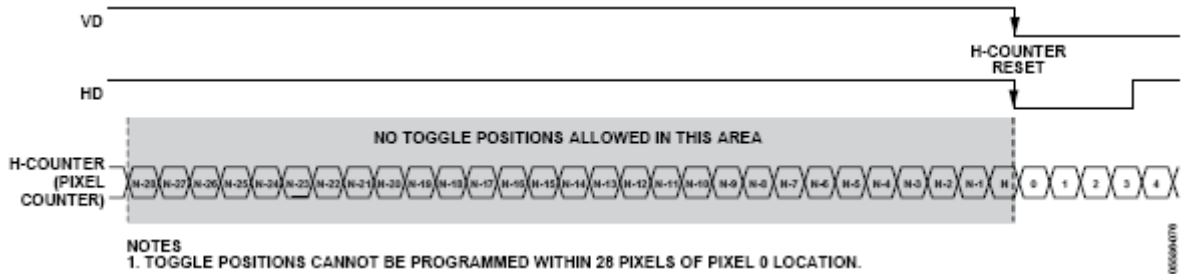 VD
H-COUNTER
RESET
HD
NO TOGGLE POSITIONS ALLOWED IN THIS AREA
H-COUNTER
(PIXEL
COUNTER)
N-28 N-27 N-26 N-25 N-24 N-23 N-22 N-21 N-20 N-19 N-18 N-17 N-16 N-15 N-14 N-13 N-12 N-11 N-10 N-9 N-8 N-7 N-6 N-5 N-4 N-3 N-2 N-1 N 0 1 2 3 4
NOTES
1. TOGGLE POSITIONS CANNOT BE PROGRAMMED WITHIN 28 PIXELS OF PIXEL 0 LOCATION.